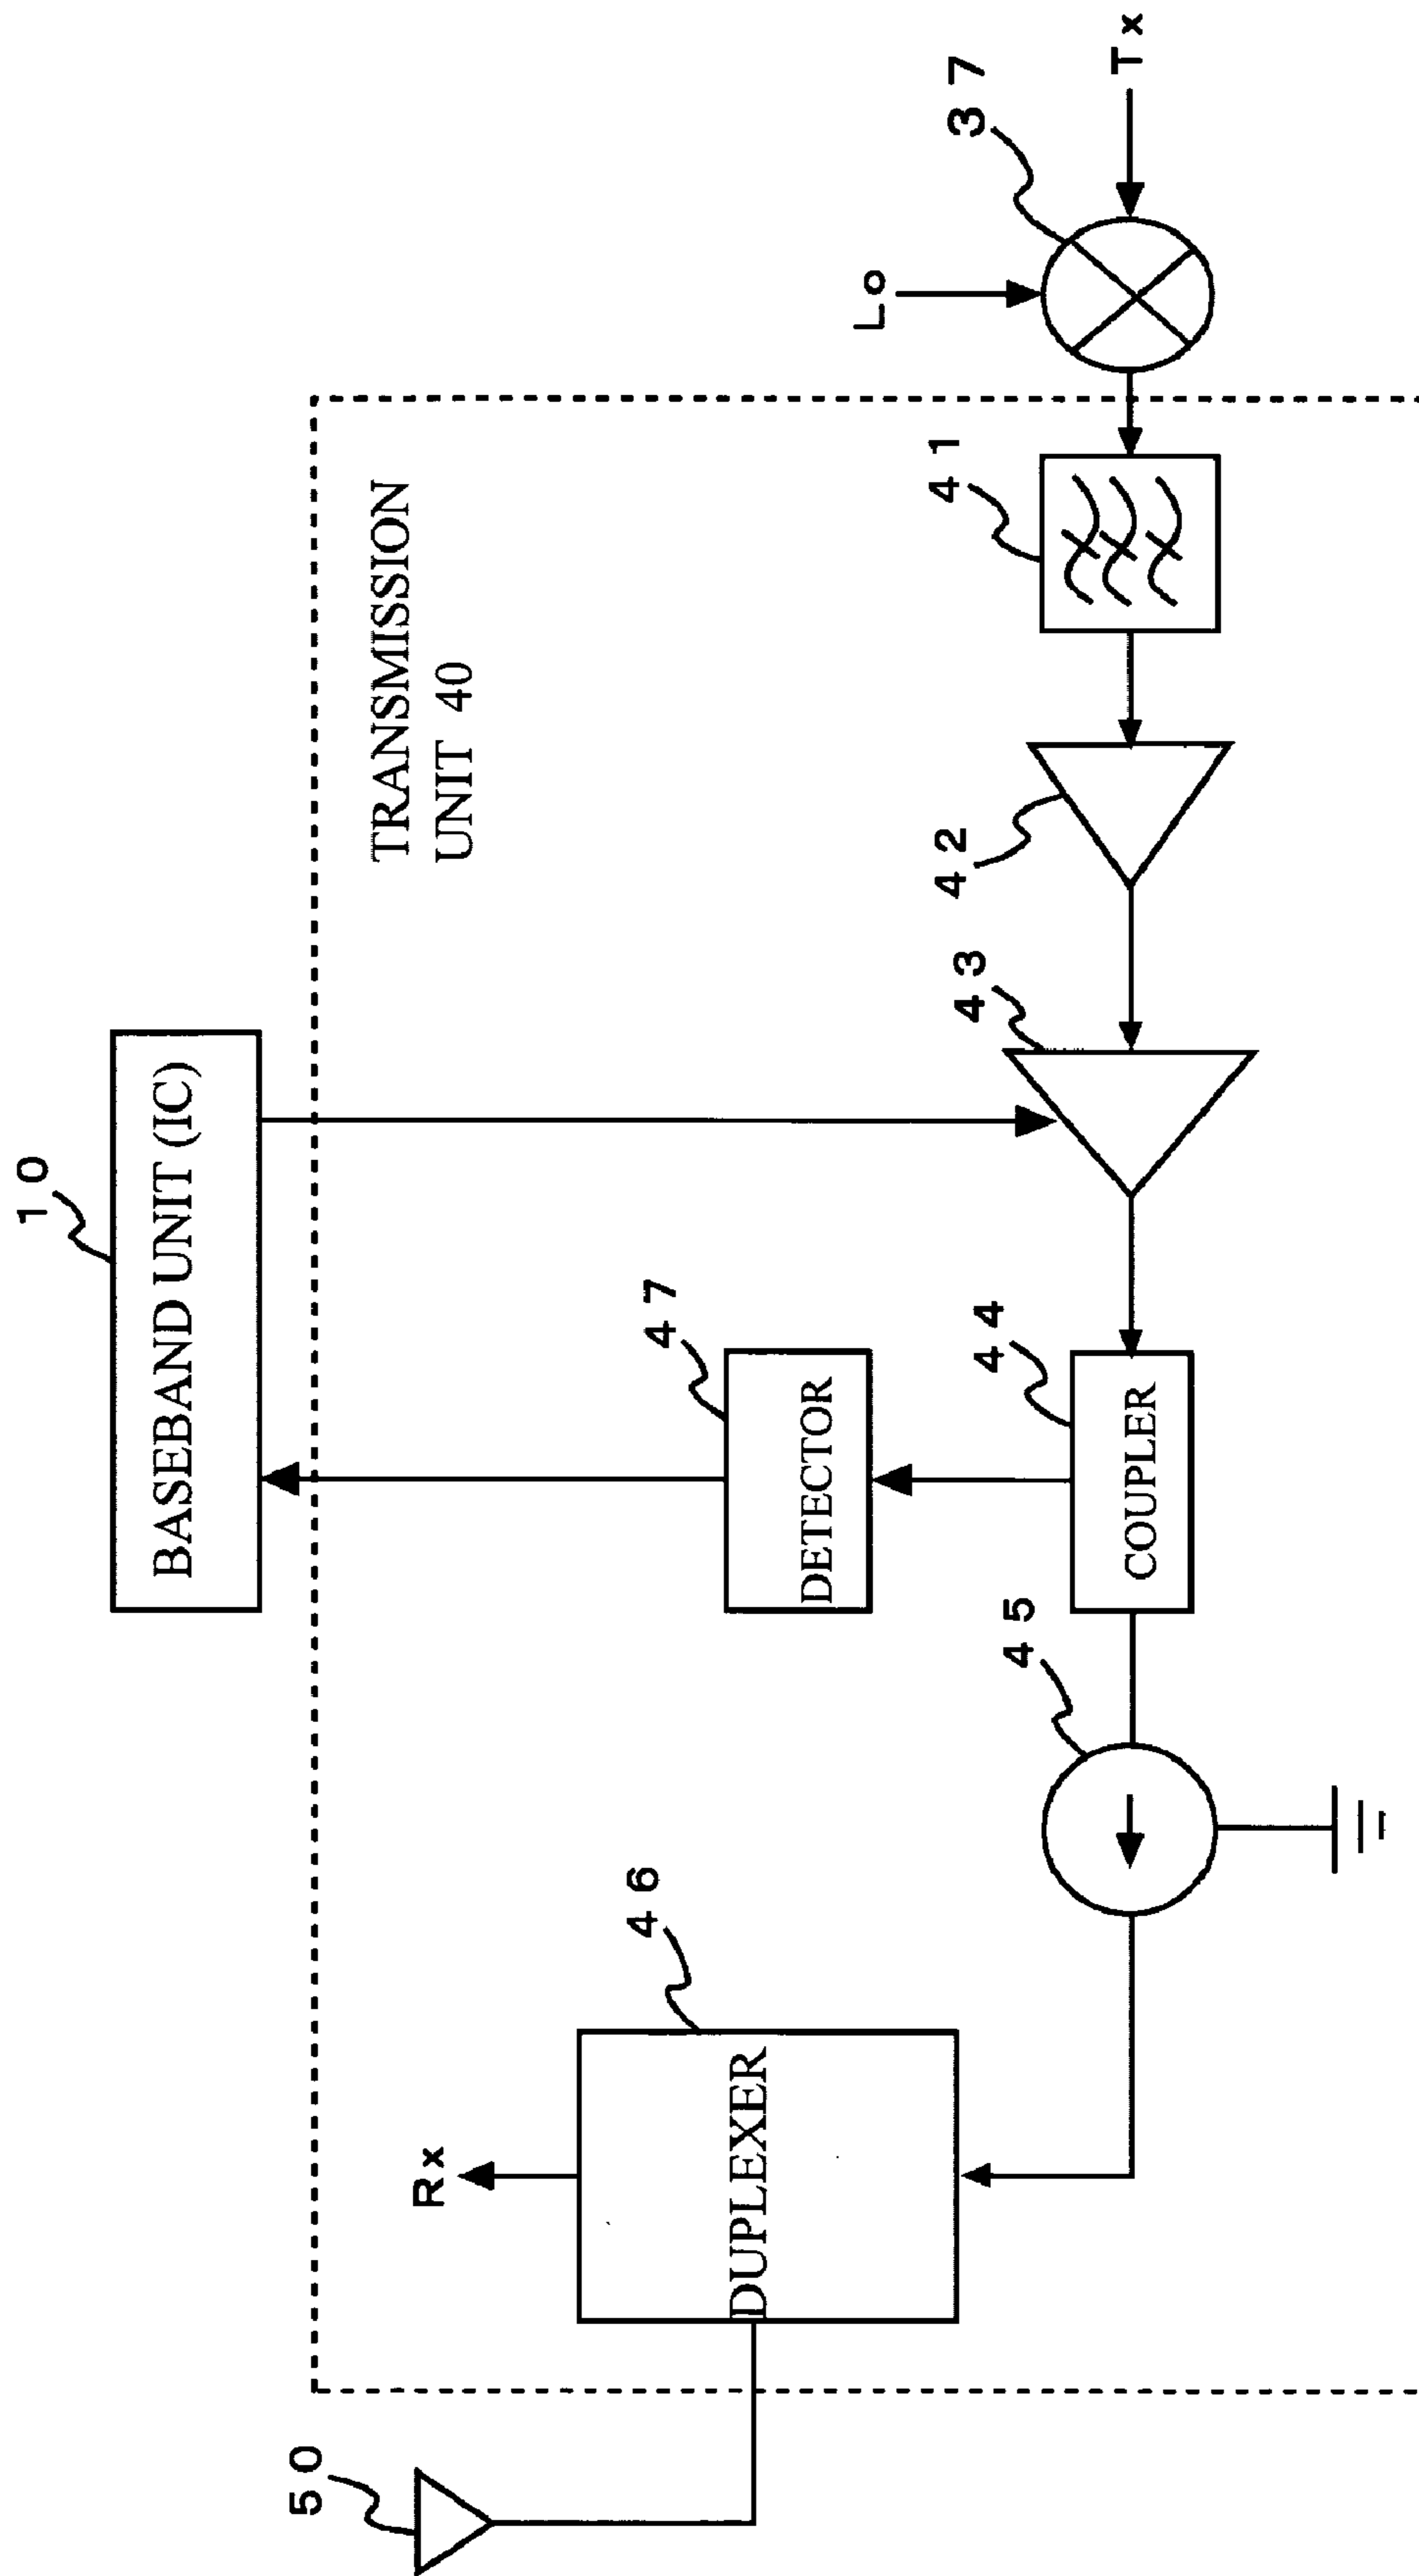 10
BASEBAND UNIT (IC)
TRANSMISSION
UNIT 40
50
Rx
46
DUPLEXER
47
DETECTOR
45
44
COUPLER
43
42
41
Lo
37
Tx